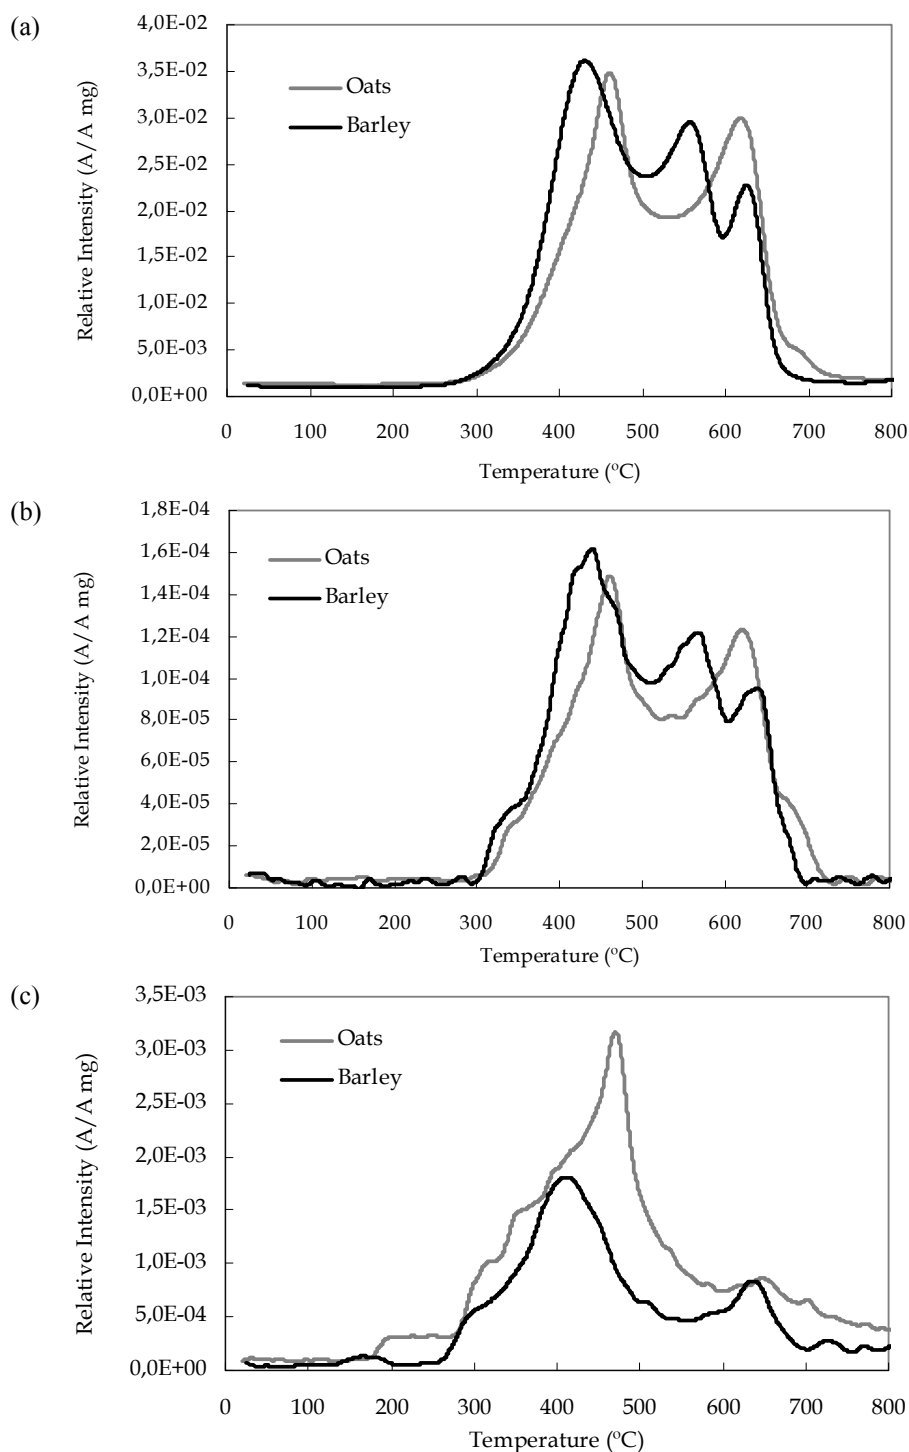 (a)
4,0E-02
3,5E-02
3,0E-02
2,5E-02
2,0E-02
1,5E-02
1,0E-02
5,0E-03
0,0E+00
Relative Intensity (A/A mg)
Oats
Barley
0 100 200 300 400 500 600 700 800
Temperature (ºC)
(b)
1,8E-04
1,6E-04
1,4E-04
1,2E-04
1,0E-04
8,0E-05
6,0E-05
4,0E-05
2,0E-05
0,0E+00
Relative Intensity (A/A mg)
Oats
Barley
0 100 200 300 400 500 600 700 800
Temperature (ºC)
(c)
3,5E-03
3,0E-03
2,5E-03
2,0E-03
1,5E-03
1,0E-03
5,0E-04
0,0E+00
Relative Intensity (A/A mg)
Oats
Barley
0 100 200 300 400 500 600 700 800
Temperature (ºC)